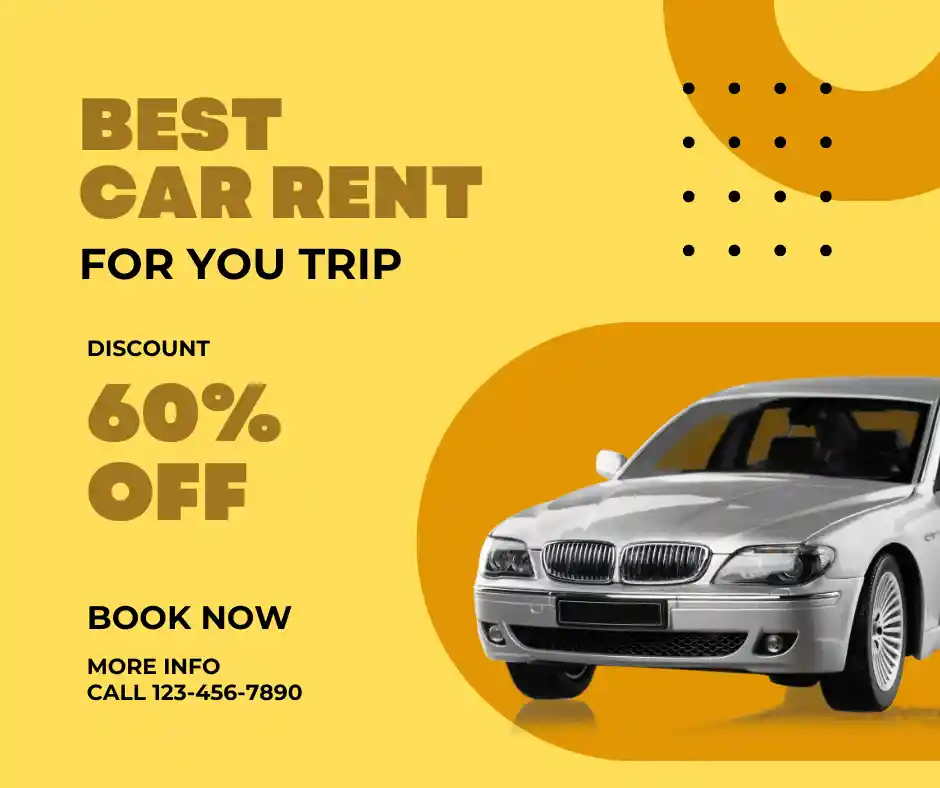 BEST
CAR RENT
FOR YOU TRIP
DISCOUNT
60%
OFF
BOOK NOW
MORE INFO
CALL 123-456-7890